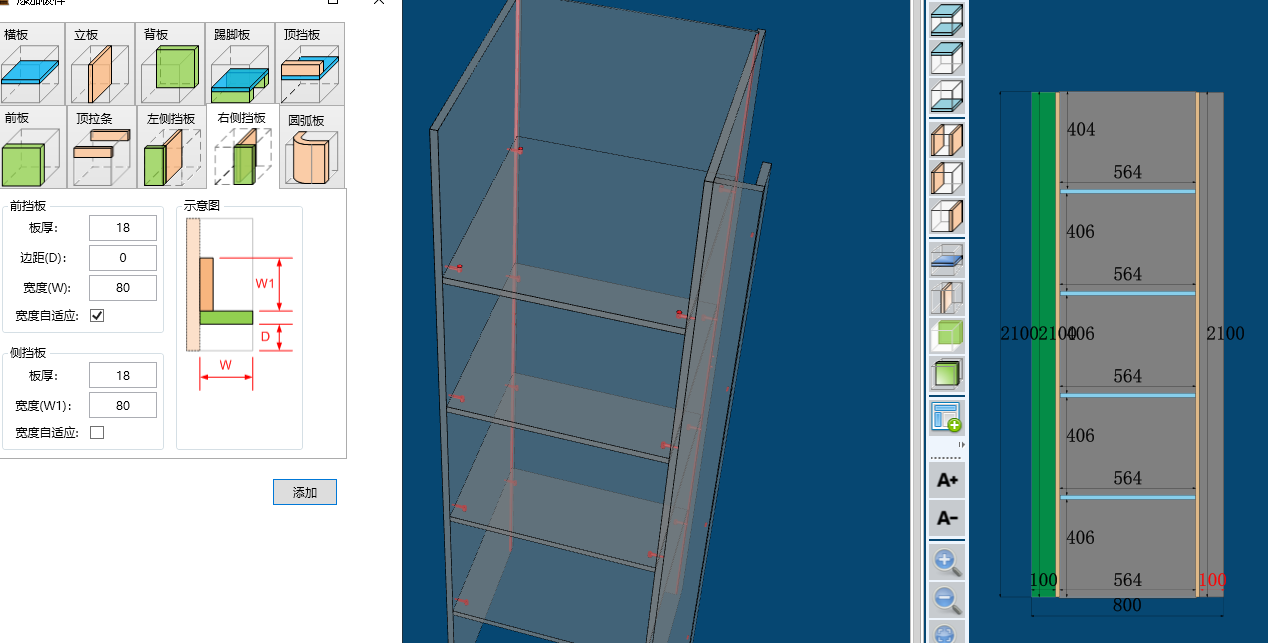 添加板件
横板 立板 背板 踢脚板 顶挡板
前板 顶拉条 左侧挡板 右侧挡板 圆弧板
前挡板
板厚: 18
边距(D): 0
宽度(W): 80
宽度自适应:
侧挡板
板厚: 18
宽度(W1): 80
宽度自适应:
示意图
W1
D
W
添加
A+
A-
404
564
406
564
2100 2100 406 2100
564
406
564
406
100 564 100
800